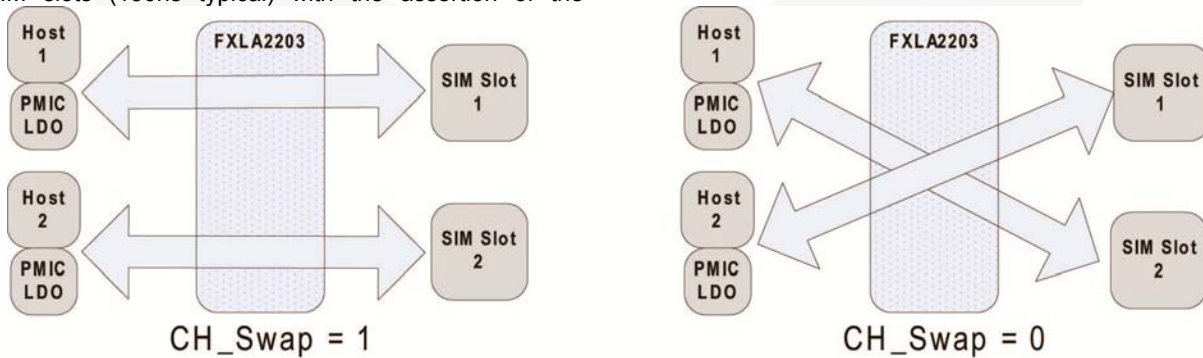 SIM slots (130ns typical) with the assertion of the
Host
1
PMIC
LDO
FXLA2203
SIM Slot
1
Host
2
PMIC
LDO
SIM Slot
2
CH_Swap = 1
Host
1
PMIC
LDO
FXLA2203
SIM Slot
1
Host
2
PMIC
LDO
SIM Slot
2
CH_Swap = 0